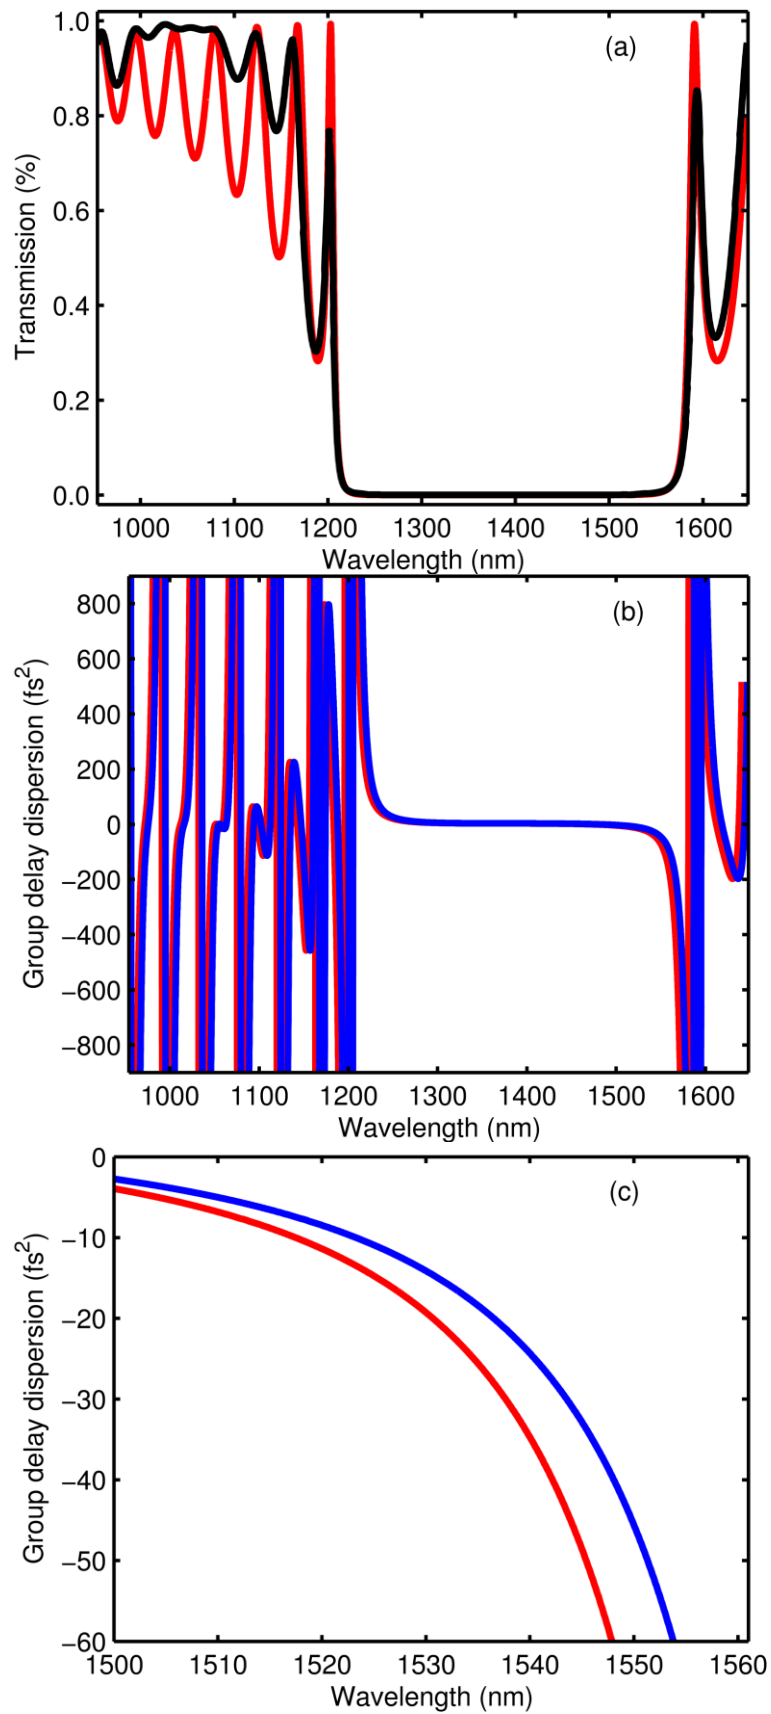 (a)
Transmission (%)
1.0
0.8
0.6
0.4
0.2
0.0
1000 1100 1200 1300 1400 1500 1600
Wavelength (nm)
(b)
Group delay dispersion (fs²)
800
600
400
200
0
−200
−400
−600
−800
1000 1100 1200 1300 1400 1500 1600
Wavelength (nm)
(c)
Group delay dispersion (fs²)
0
−10
−20
−30
−40
−50
−60
1500 1510 1520 1530 1540 1550 1560
Wavelength (nm)